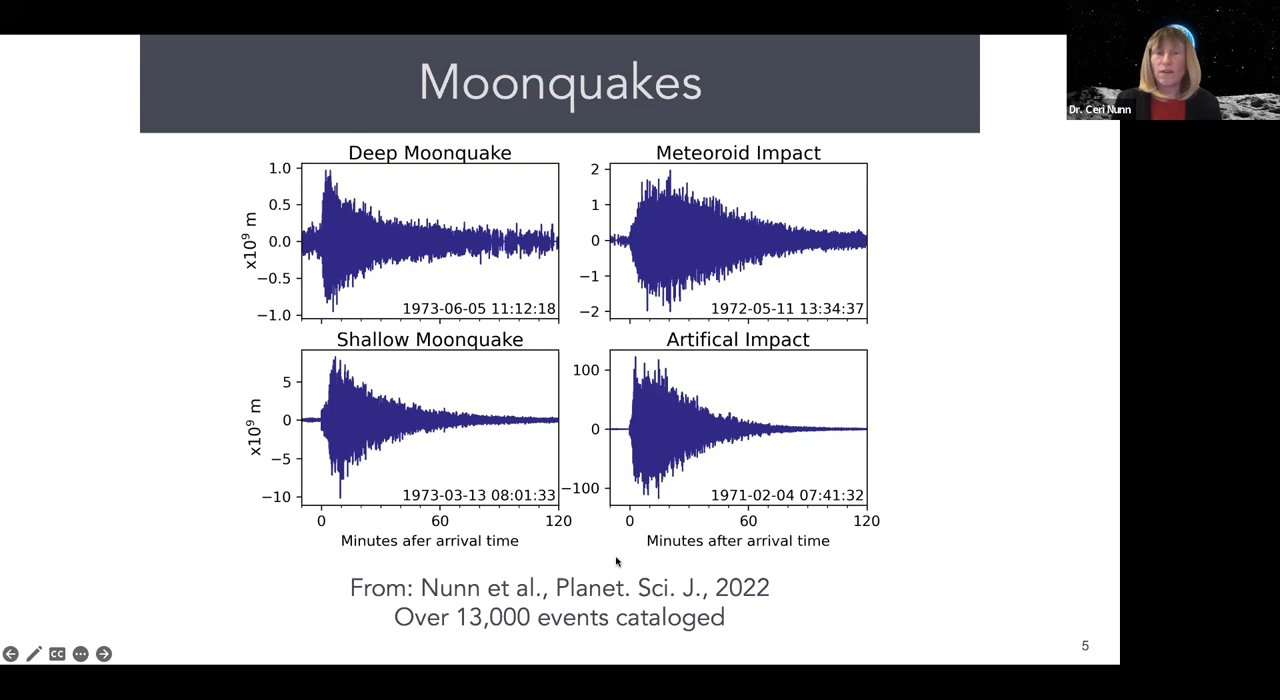 Moonquakes
Dr. Ceri Nunn
Deep Moonquake
1.0
0.5
0.0
−0.5
−1.0
x10⁹ m
1973-06-05 11:12:18
Meteoroid Impact
2
1
0
−1
−2
1972-05-11 13:34:37
Shallow Moonquake
5
0
−5
−10
x10⁹ m
1973-03-13 08:01:33
0 60 120
Minutes afer arrival time
Artifical Impact
100
0
−100
1971-02-04 07:41:32
0 60 120
Minutes after arrival time
From: Nunn et al., Planet. Sci. J., 2022
Over 13,000 events cataloged
5
CC